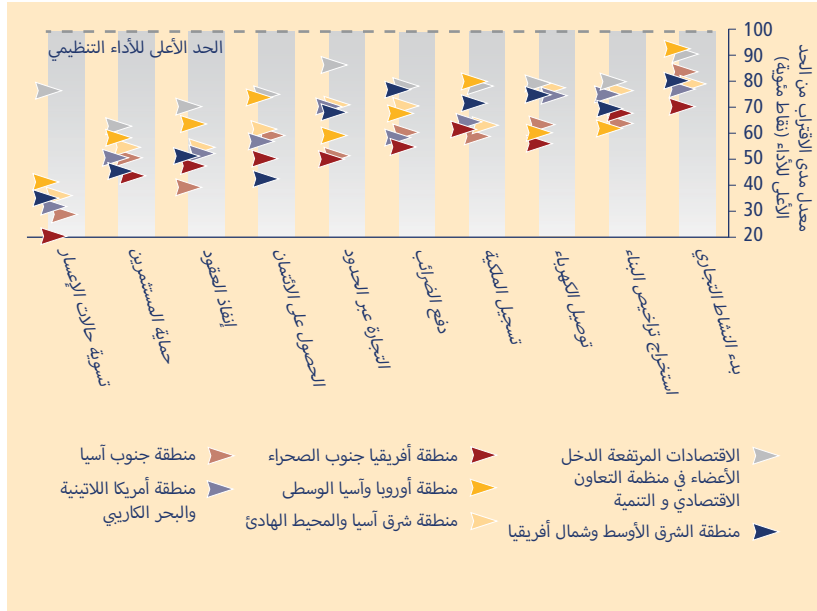 الحد الأعلى للأداء التنظيمي
معدل مدى الاقتراب من الحد
الأعلى للأداء (نقاط مئوية)
100
90
80
70
60
50
40
30
20
بدء النشاط التجاري
استخراج تراخيص البناء
توصيل الكهرباء
تسجيل الملكية
دفع الضرائب
التجارة عبر الحدود
الحصول على الائتمان
إنفاذ العقود
حماية المستثمرين
تسوية حالات الإعسار
الاقتصادات المرتفعة الدخل
الأعضاء في منظمة التعاون
الاقتصادي و التنمية
منطقة الشرق الأوسط وشمال أفريقيا
منطقة أفريقيا جنوب الصحراء
منطقة أوروبا وآسيا الوسطى
منطقة شرق آسيا والمحيط الهادئ
منطقة جنوب آسيا
منطقة أمريكا اللاتينية
والبحر الكاريبي